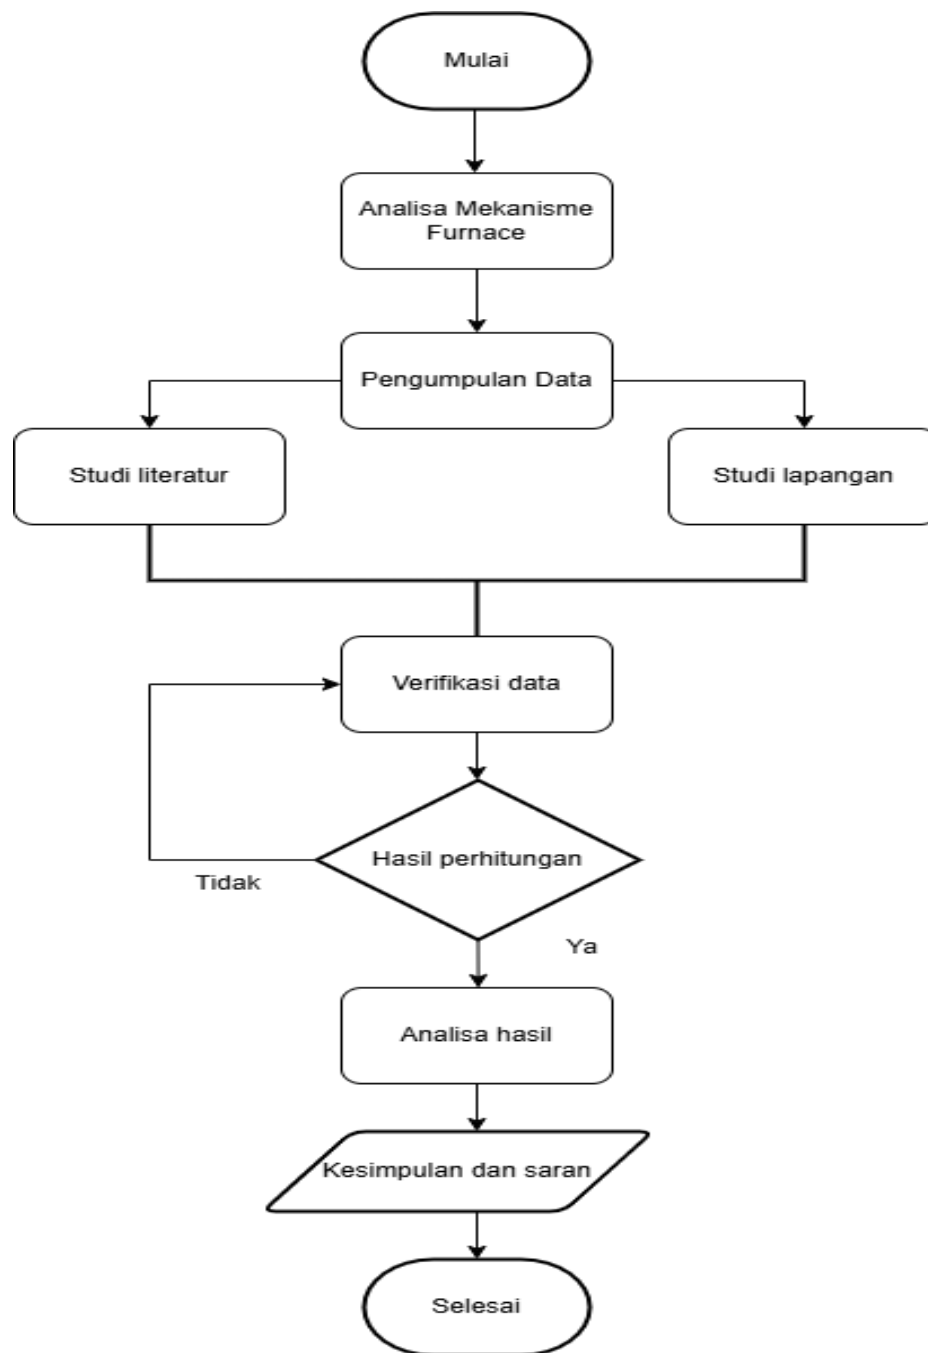 Mulai
Analisa Mekanisme
Furnace
Pengumpulan Data
Studi literatur
Studi lapangan
Verifikasi data
Hasil perhitungan
Tidak
Ya
Analisa hasil
Kesimpulan dan saran
Selesai